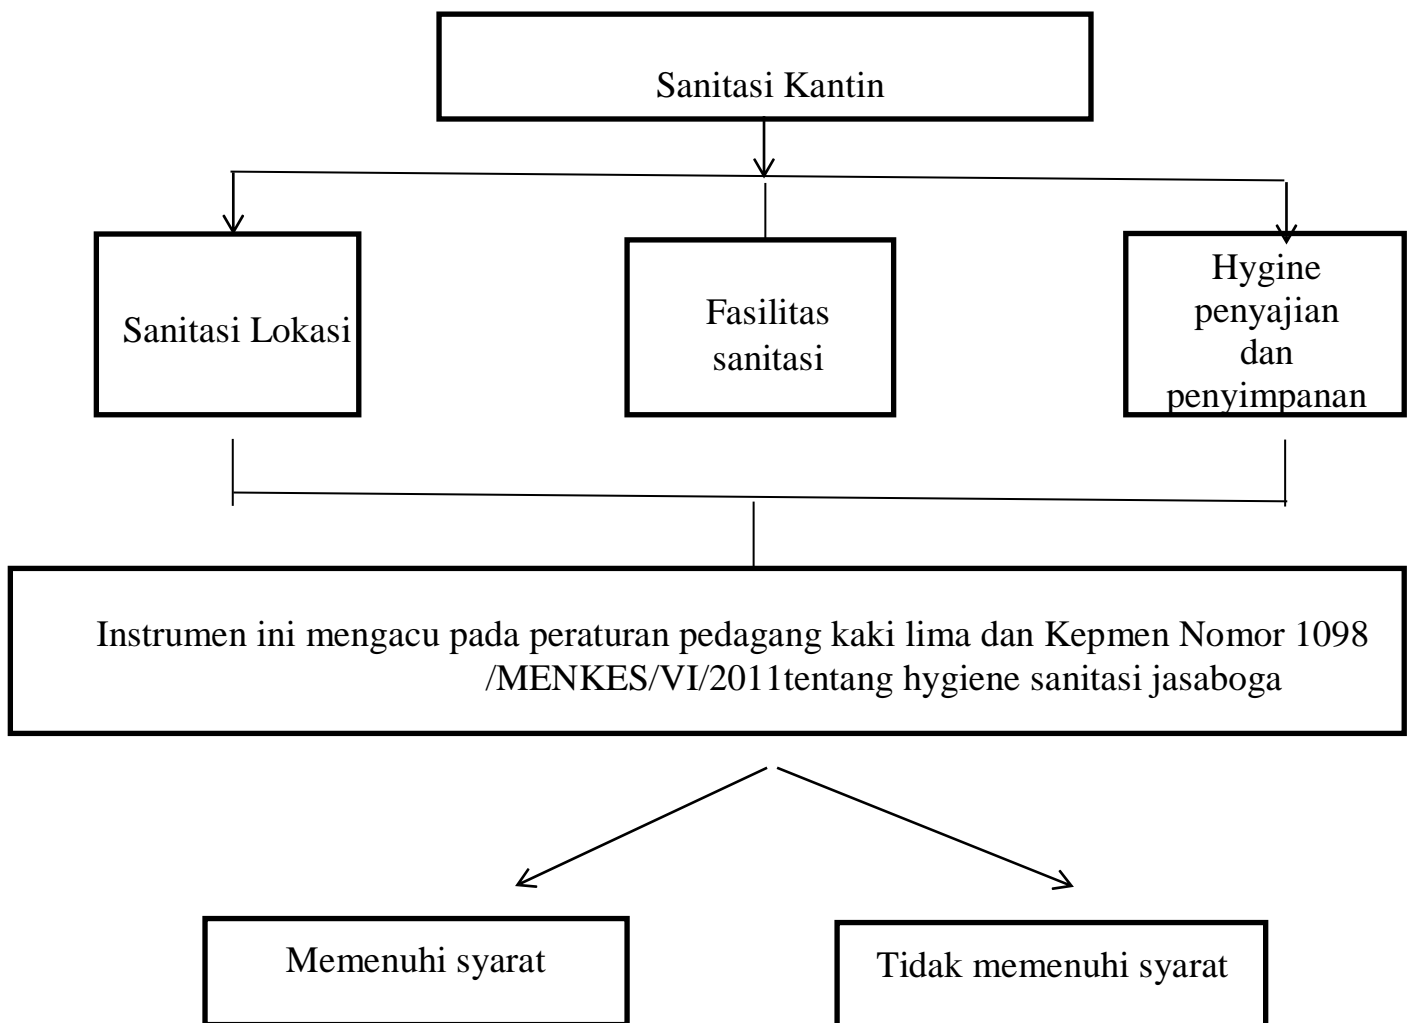 Sanitasi Kantin
Sanitasi Lokasi
Fasilitas
sanitasi
Hygine
penyajian
dan
penyimpanan
Instrumen ini mengacu pada peraturan pedagang kaki lima dan Kepmen Nomor 1098
/MENKES/VI/2011tentang hygiene sanitasi jasaboga
Memenuhi syarat
Tidak memenuhi syarat